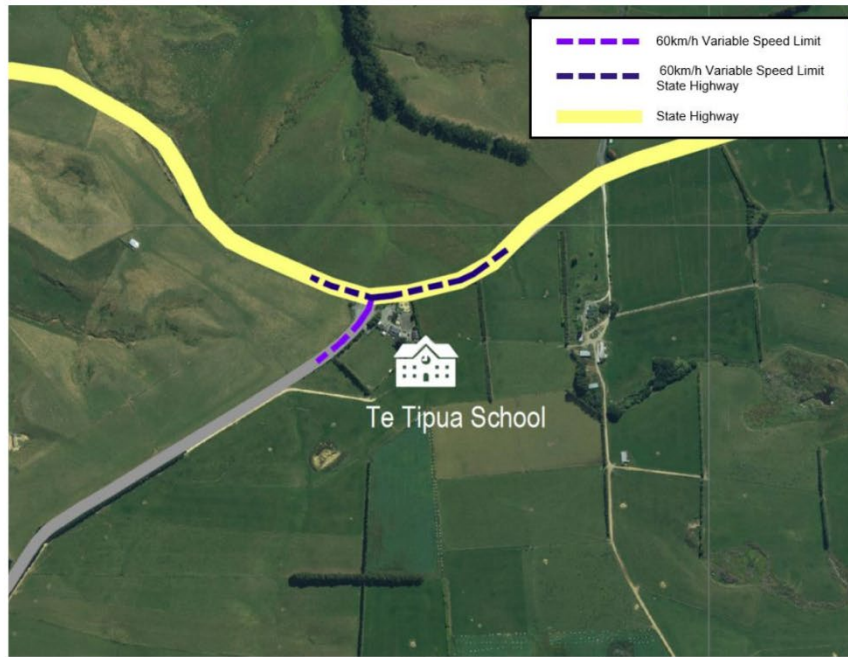 60km/h Variable Speed Limit
60km/h Variable Speed Limit
State Highway
State Highway
Te Tipua School